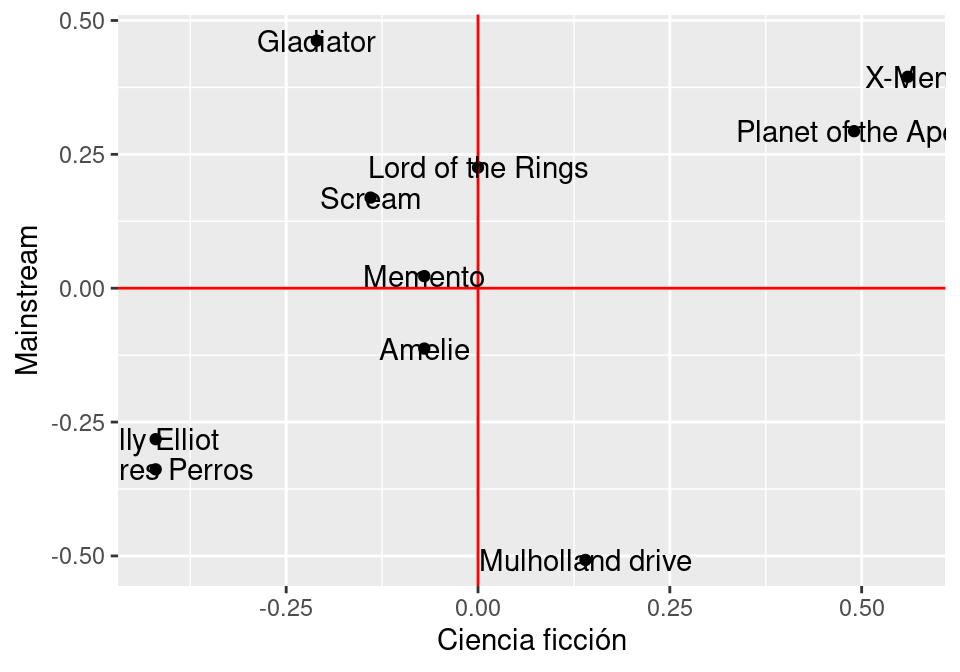 0.50
Gladiator
X-Men
Planet of the Ape
0.25
Lord of the Rings
Scream
Memento
0.00
Mainstream
Amelie
-0.25
lly Elliot
res Perros
-0.50
Mulholland drive
-0.25 0.00 0.25 0.50
Ciencia ficción